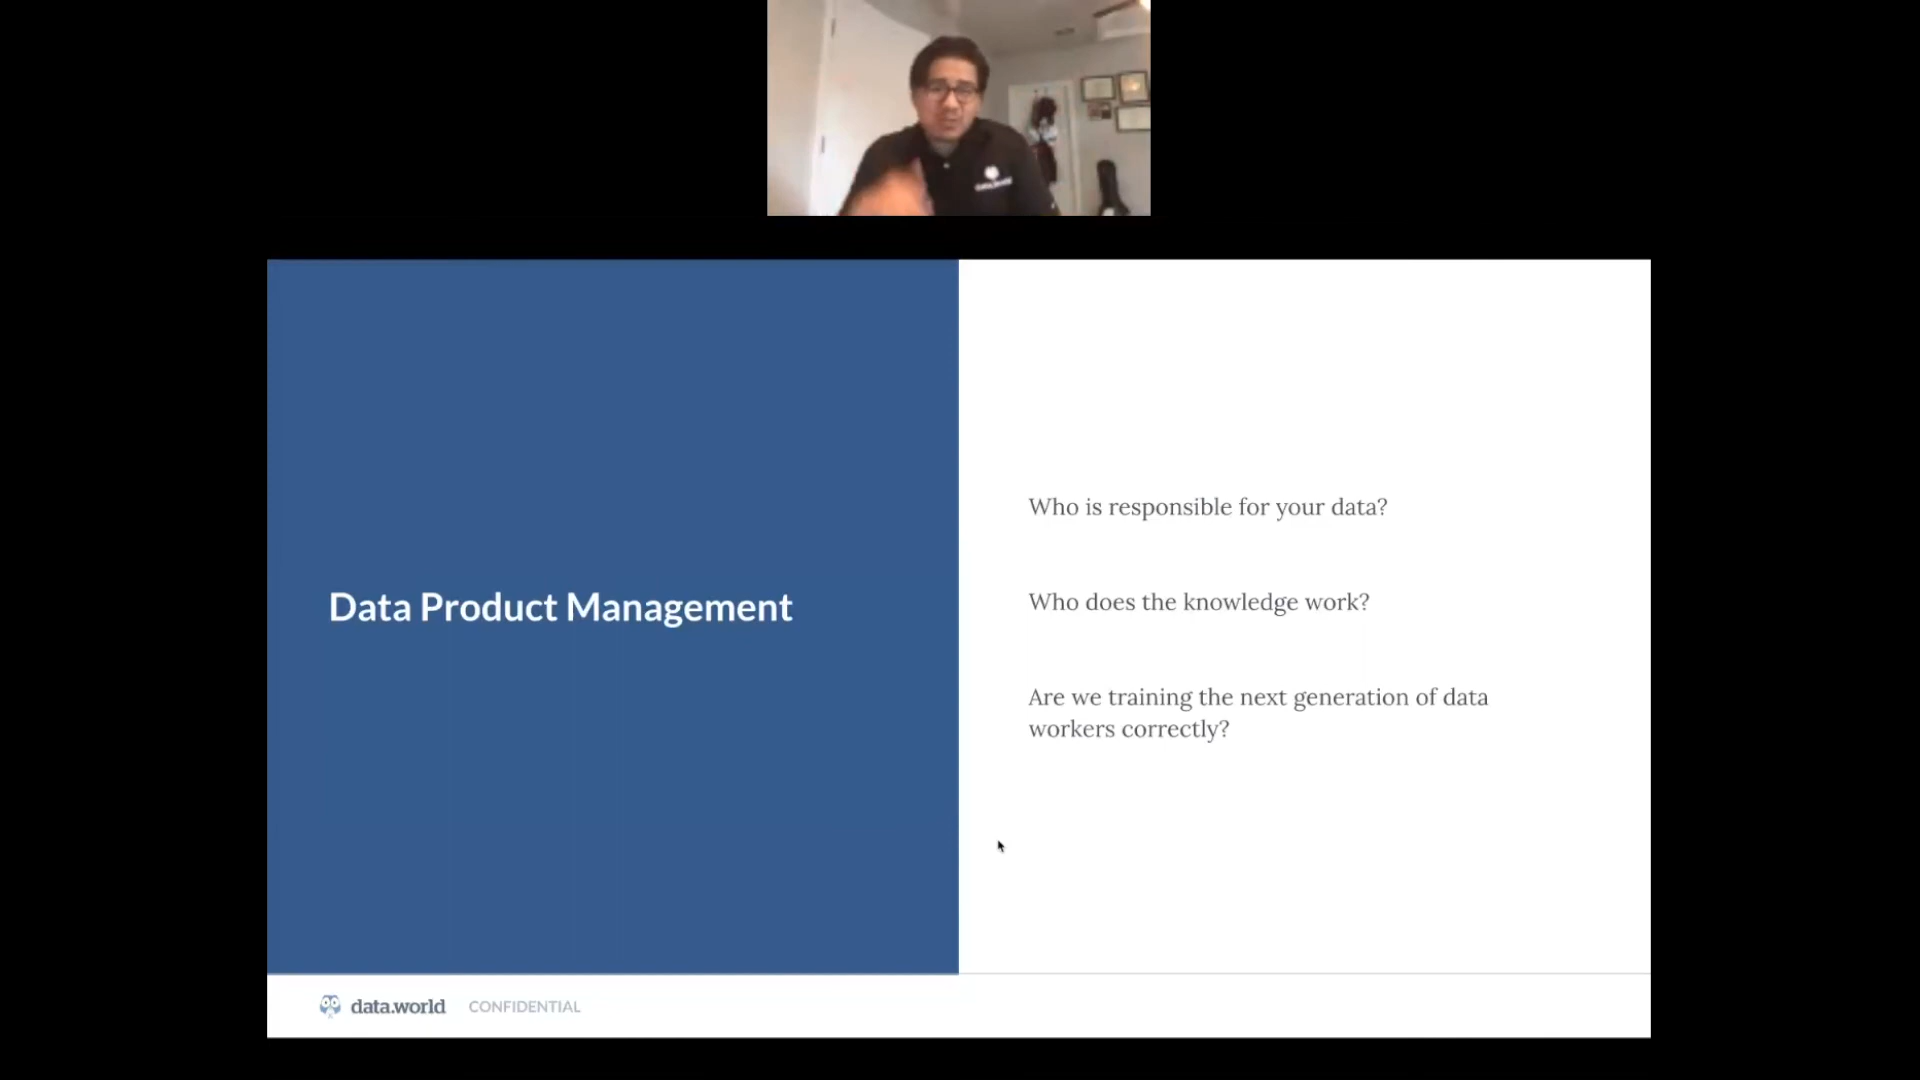 Data Product Management
Who is responsible for your data?
Who does the knowledge work?
Are we training the next generation of data
workers correctly?
data.world CONFIDENTIAL